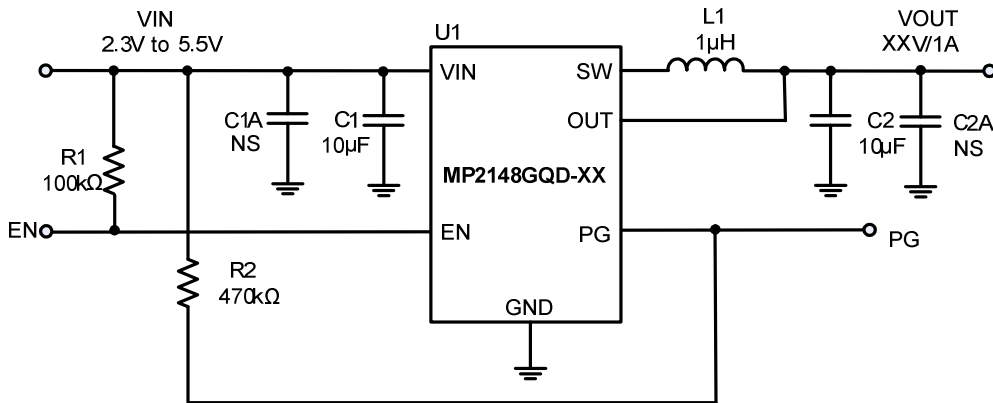 VIN
2.3V to 5.5V
U1
L1
1µH
VOUT
XXV/1A
VIN
SW
OUT
C1A
NS
C1
10µF
C2
10µF
C2A
NS
R1
100kΩ
MP2148GQD-XX
EN
EN
PG
PG
R2
470kΩ
GND